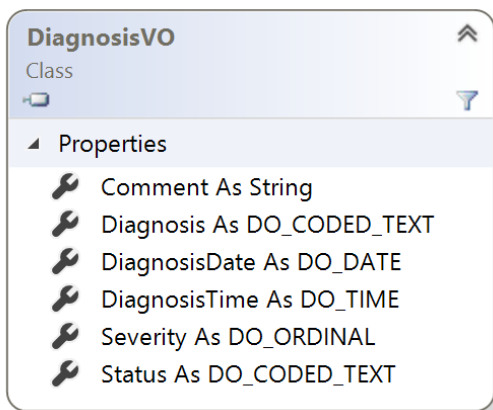 DiagnosisVO
Class
Properties
Comment As String
Diagnosis As DO_CODED_TEXT
DiagnosisDate As DO_DATE
DiagnosisTime As DO_TIME
Severity As DO_ORDINAL
Status As DO_CODED_TEXT